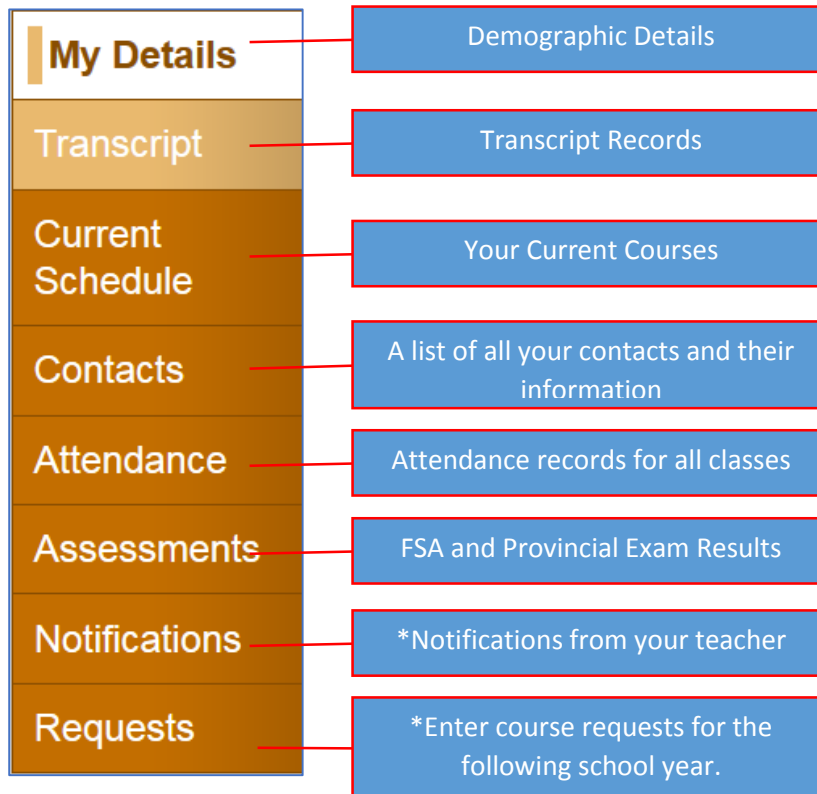 My Details
Demographic Details
Transcript
Transcript Records
Current
Schedule
Your Current Courses
Contacts
A list of all your contacts and their
information
Attendance
Attendance records for all classes
Assessments
FSA and Provincial Exam Results
Notifications
*Notifications from your teacher
Requests
*Enter course requests for the
following school year.